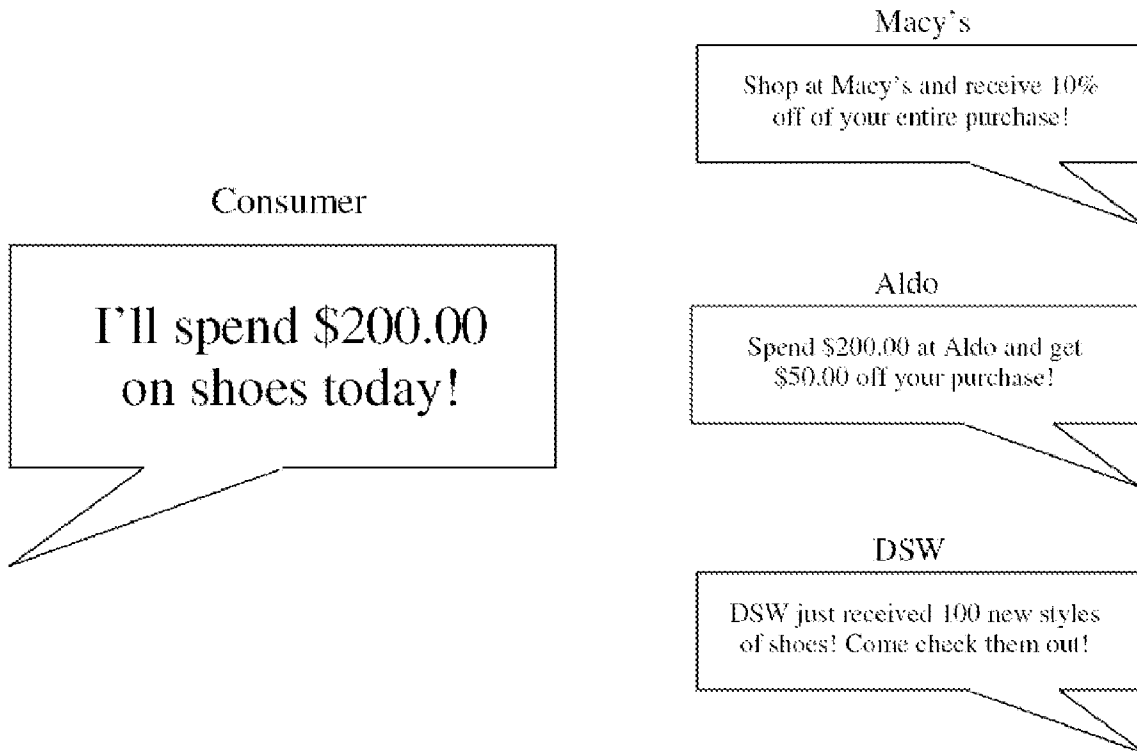 Consumer
I'll spend $200.00
on shoes today!
Macy's
Shop at Macy's and receive 10%
off of your entire purchase!
Aldo
Spend $200.00 at Aldo and get
$50.00 off your purchase!
DSW
DSW just received 100 new styles
of shoes! Come check them out!